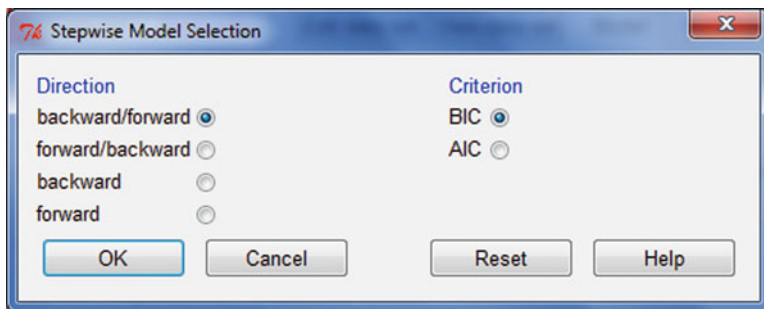 Stepwise Model Selection
Direction
backward/forward
forward/backward
backward
forward
Criterion
BIC
AIC
OK Cancel Reset Help